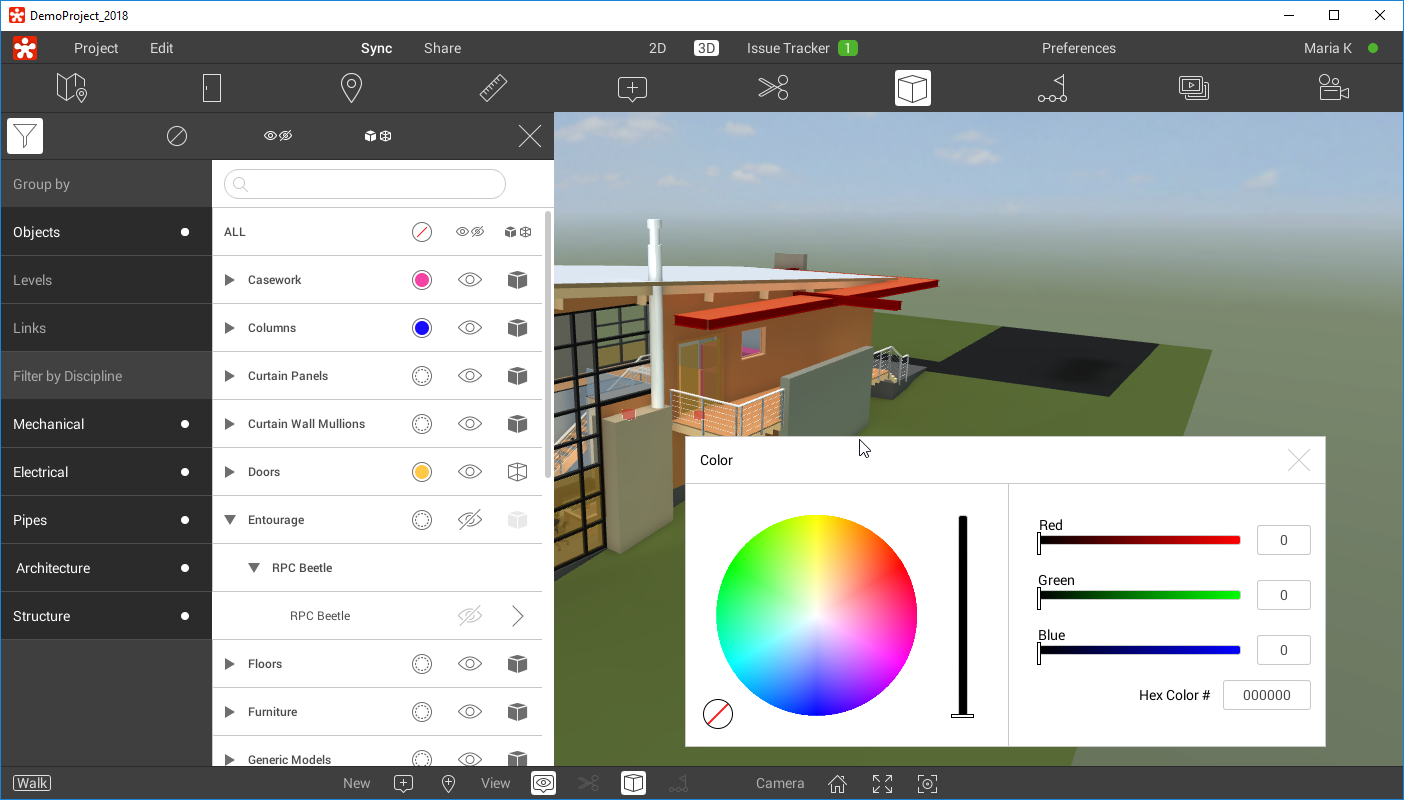 DemoProject_2018
Project Edit Sync Share 2D 3D Issue Tracker 1 Preferences Maria K
Group by
Objects
Levels
Links
Filter by Discipline
Mechanical
Electrical
Pipes
Architecture
Structure
ALL
Casework
Columns
Curtain Panels
Curtain Wall Mullions
Doors
Entourage
RPC Beetle
RPC Beetle
Floors
Furniture
Generic Models
Color
Red
0
Green
0
Blue
0
Hex Color # 000000
Walk New View Camera